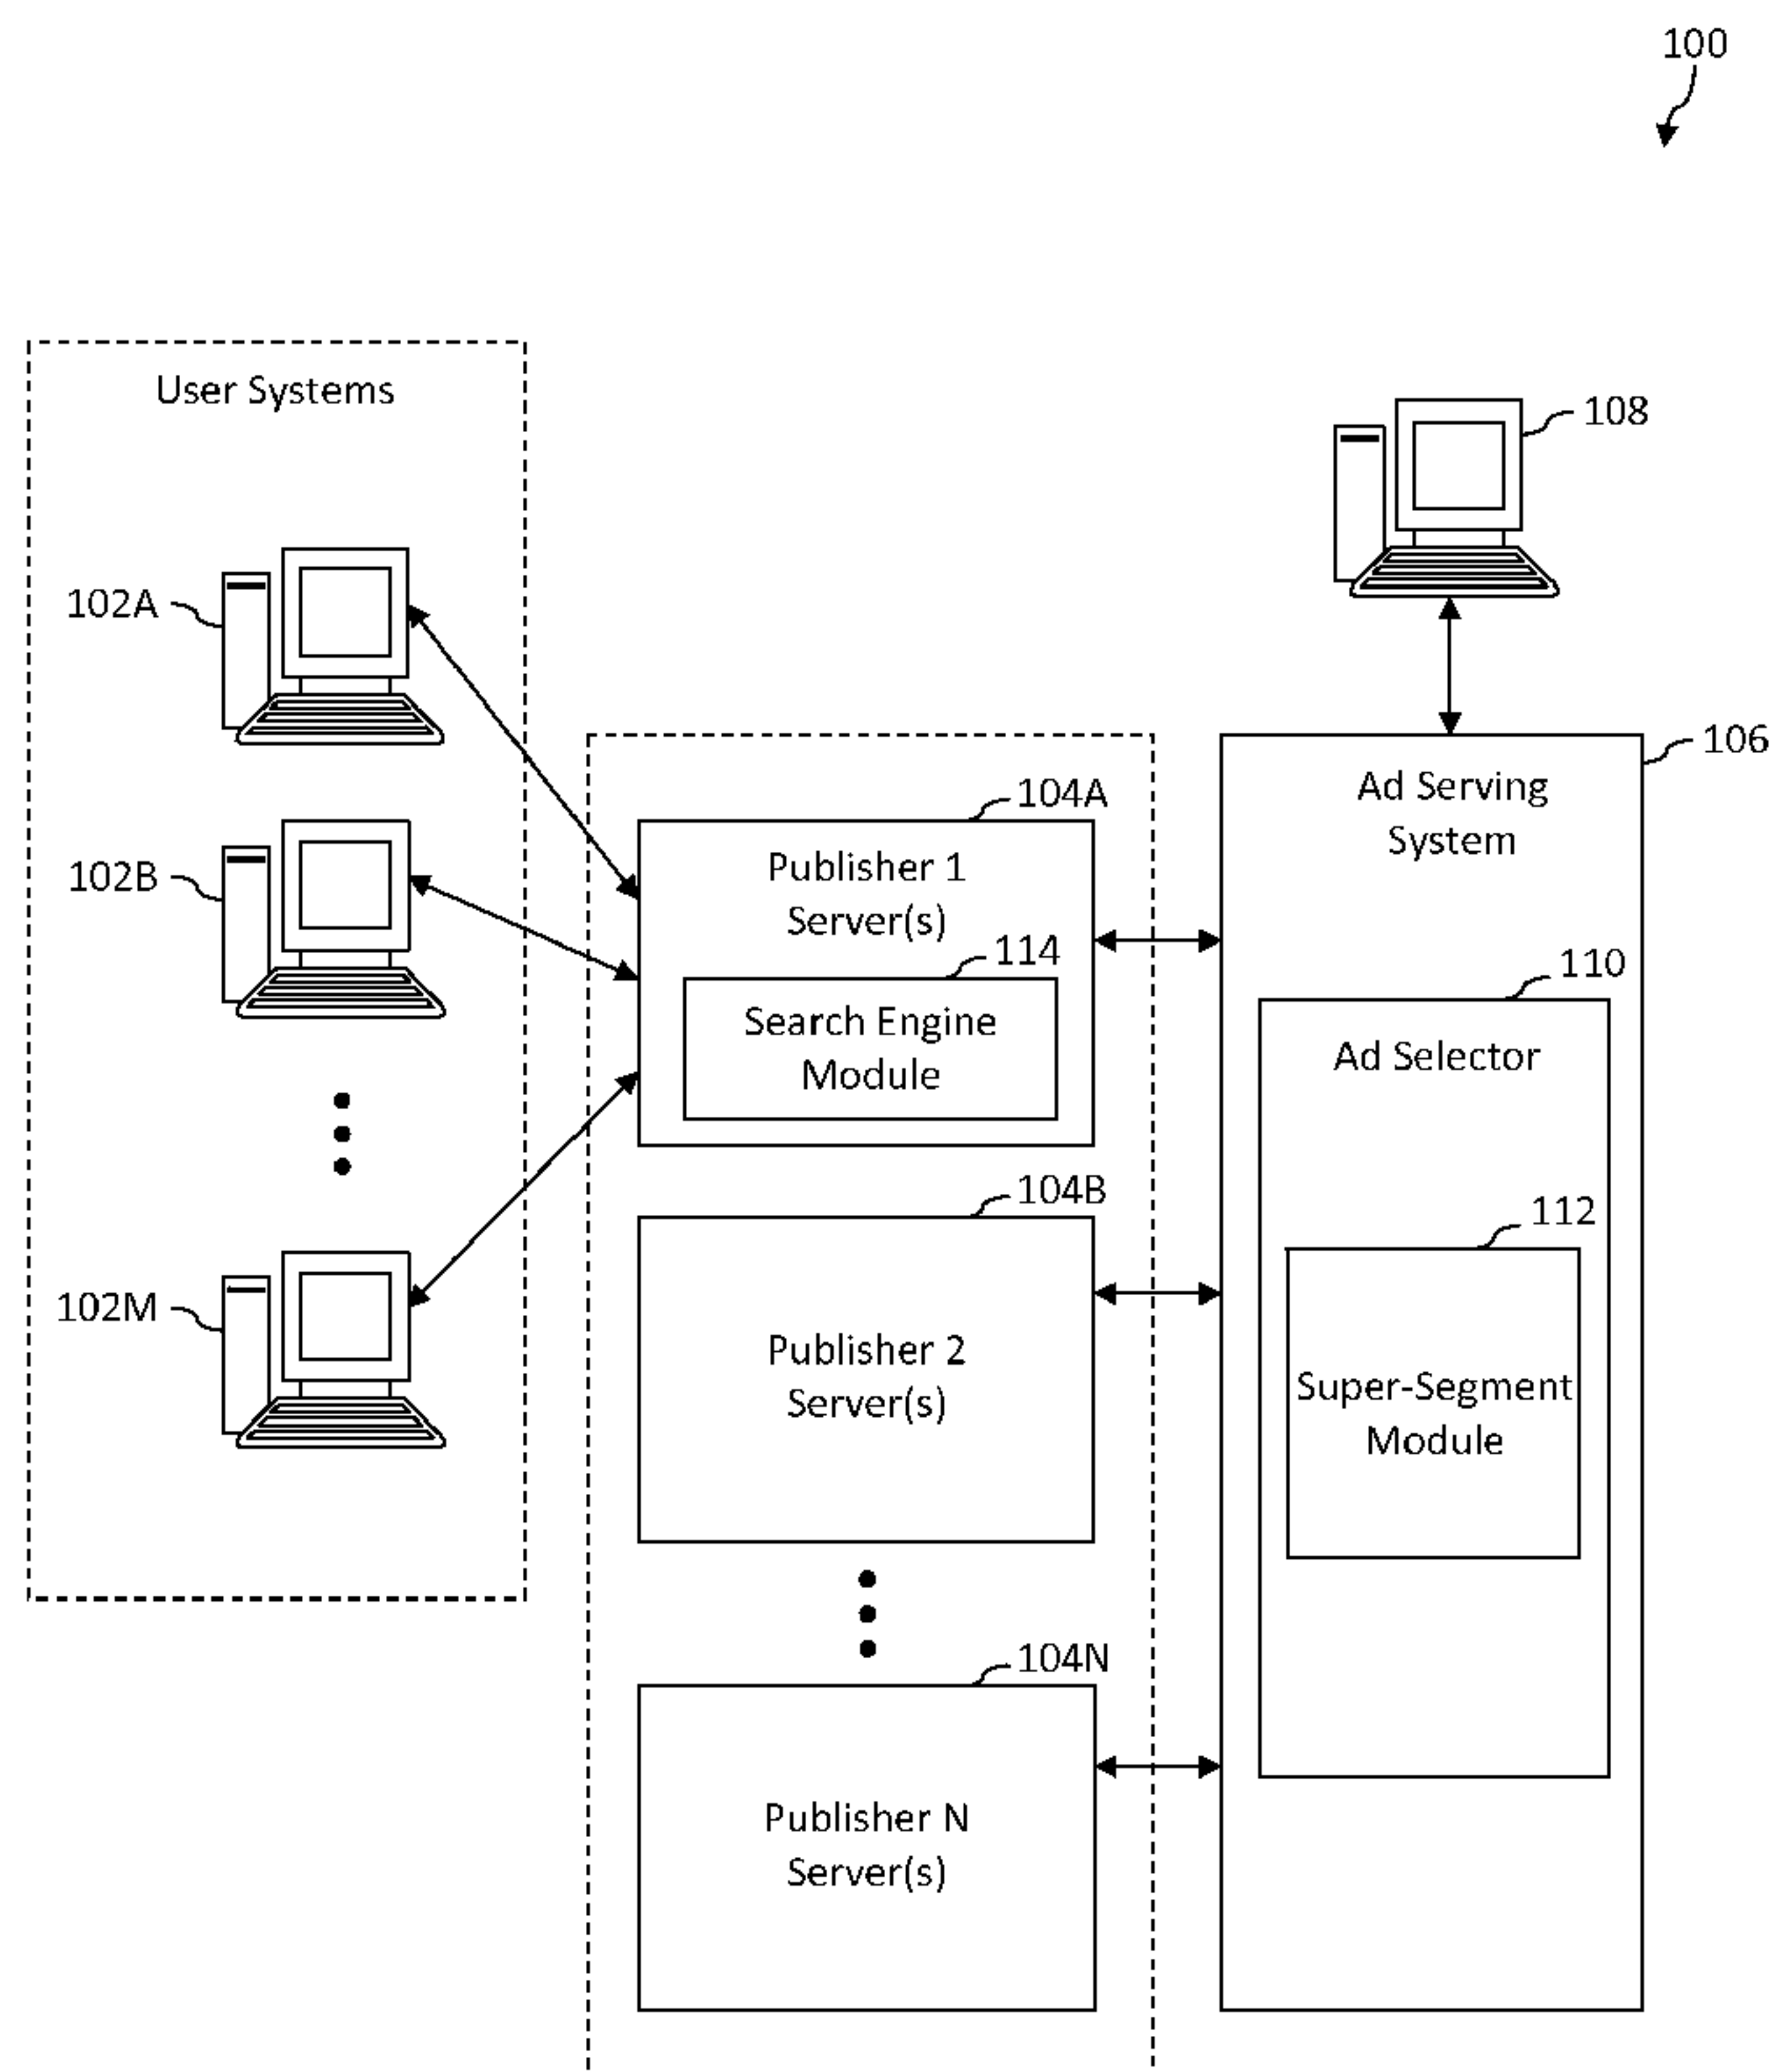 100
User Systems
108
102A
106
Ad Serving
System
104A
Publisher 1
Server(s)
102B
114
Search Engine
Module
110
Ad Selector
104B
112
102M
Publisher 2
Server(s)
Super-Segment
Module
104N
Publisher N
Server(s)